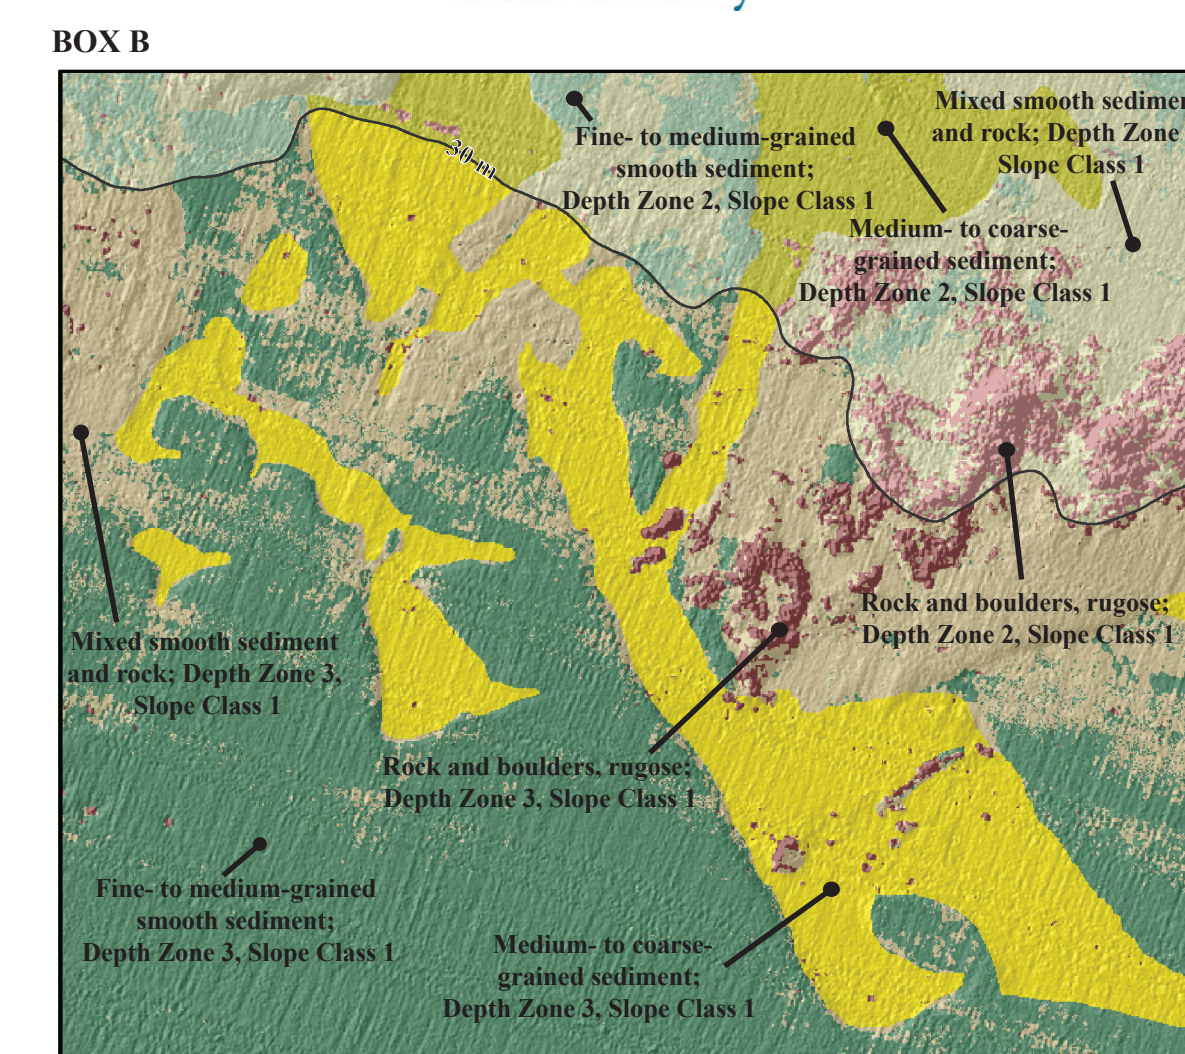 BOX B
Mixed smooth
and rock; Depth Zone
Slope Class 1
Fine- to medium-grained
smooth sediment;
Depth Zone 2, Slope Class 1
30 m
Medium- to coarse-
grained sediment;
Depth Zone 2, Slope Class 1
Rock and boulders, rugose;
Depth Zone 2, Slope Class 1
Mixed smooth sediment
and rock; Depth Zone 3,
Slope Class 1
Rock and boulders, rugose;
Depth Zone 3, Slope Class 1
Fine- to medium-grained
smooth sediment;
Depth Zone 3, Slope Class 1
Medium- to coarse-
grained sediment;
Depth Zone 3, Slope Class 1